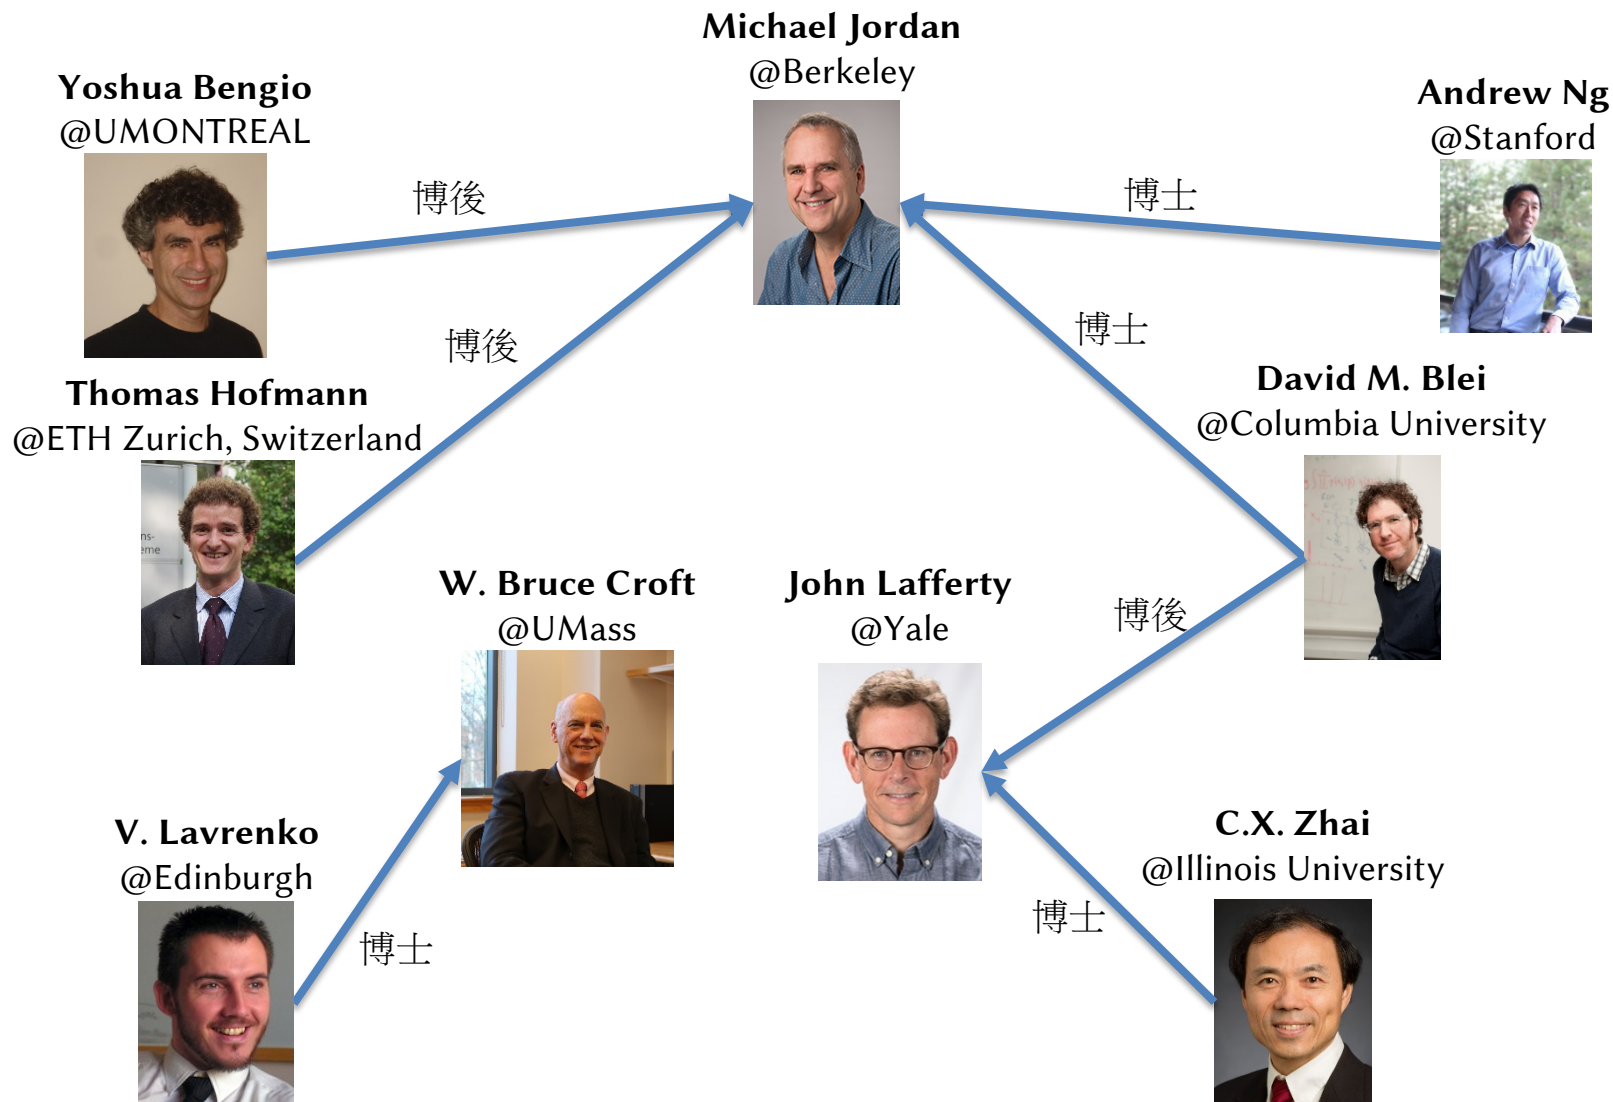 Michael Jordan
@Berkeley
Yoshua Bengio
@UMONTREAL
Andrew Ng
@Stanford
博後
博士
博後
博士
Thomas Hofmann
@ETH Zurich, Switzerland
David M. Blei
@Columbia University
ns-
eme
W. Bruce Croft
@UMass
John Lafferty
@Yale
博後
V. Lavrenko
@Edinburgh
C.X. Zhai
@Illinois University
博士
博士